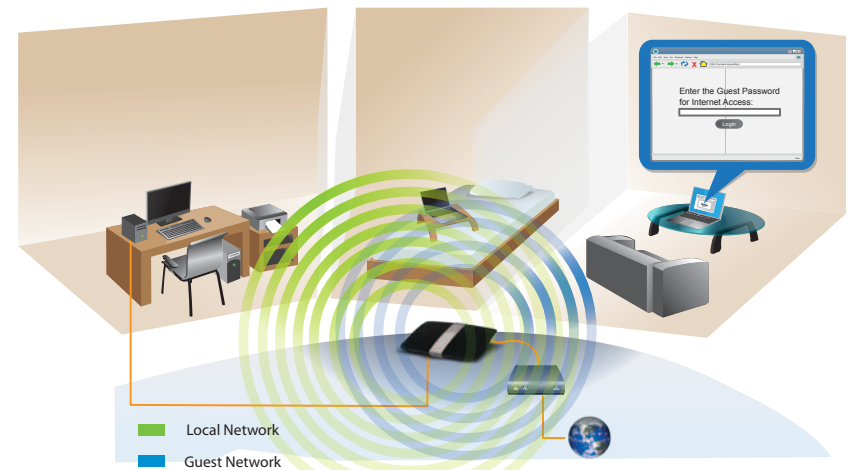 Enter the Guest Password
for Internet Access:
Login
Local Network
Guest Network